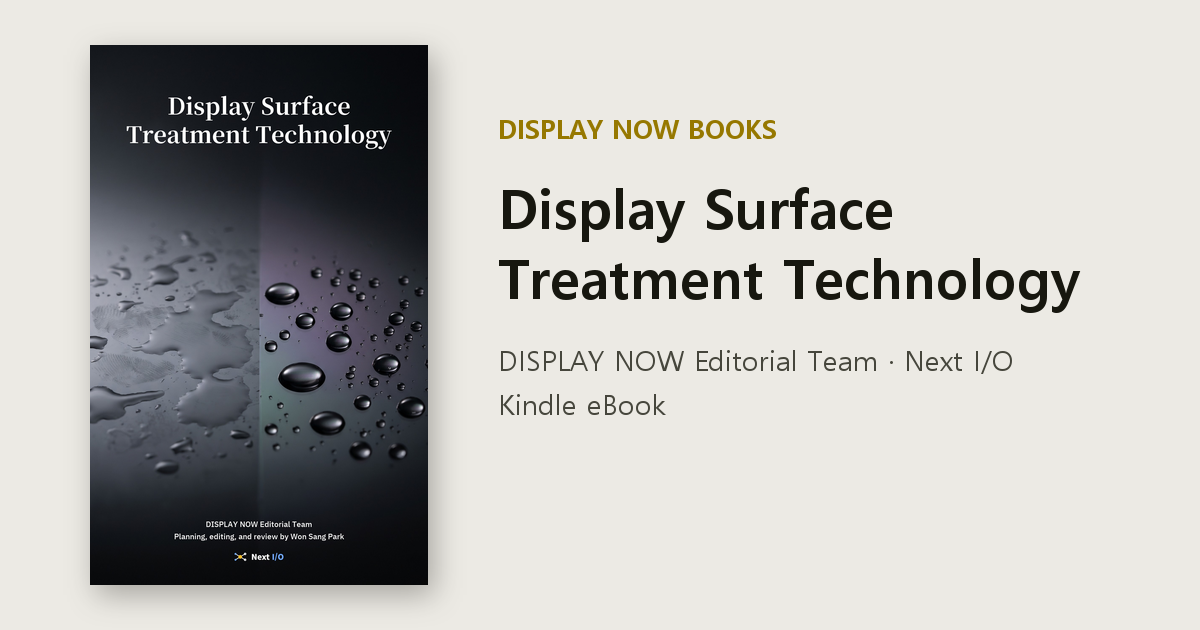 Display Surface
Treatment Technology
DISPLAY NOW Editorial Team
Planning, editing, and review by Won Sang Park
Next I/O
DISPLAY NOW BOOKS
Display Surface
Treatment Technology
DISPLAY NOW Editorial Team · Next I/O
Kindle eBook